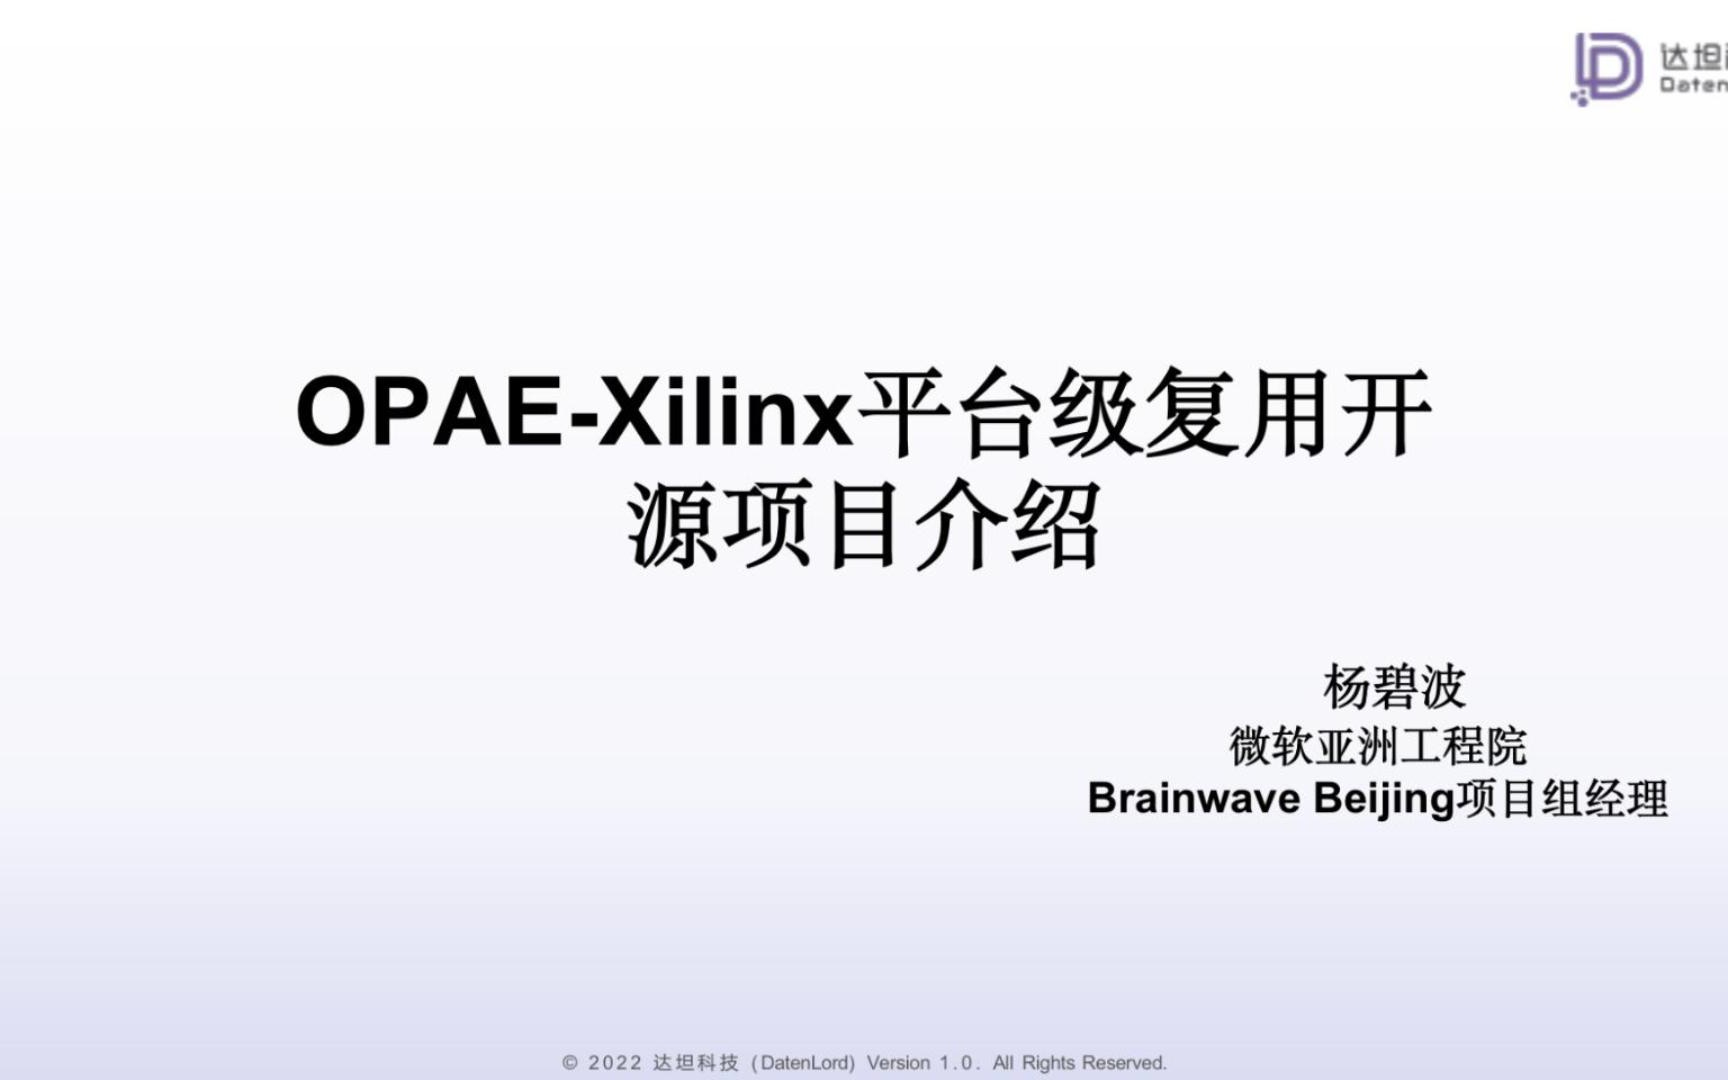 达坦
Daten
OPAE-Xilinx平台级复用开
源项目介绍
杨碧波
微软亚洲工程院
Brainwave Beijing项目组经理
© 2022 达坦科技 (DatenLord) Version 1.0. All Rights Reserved.